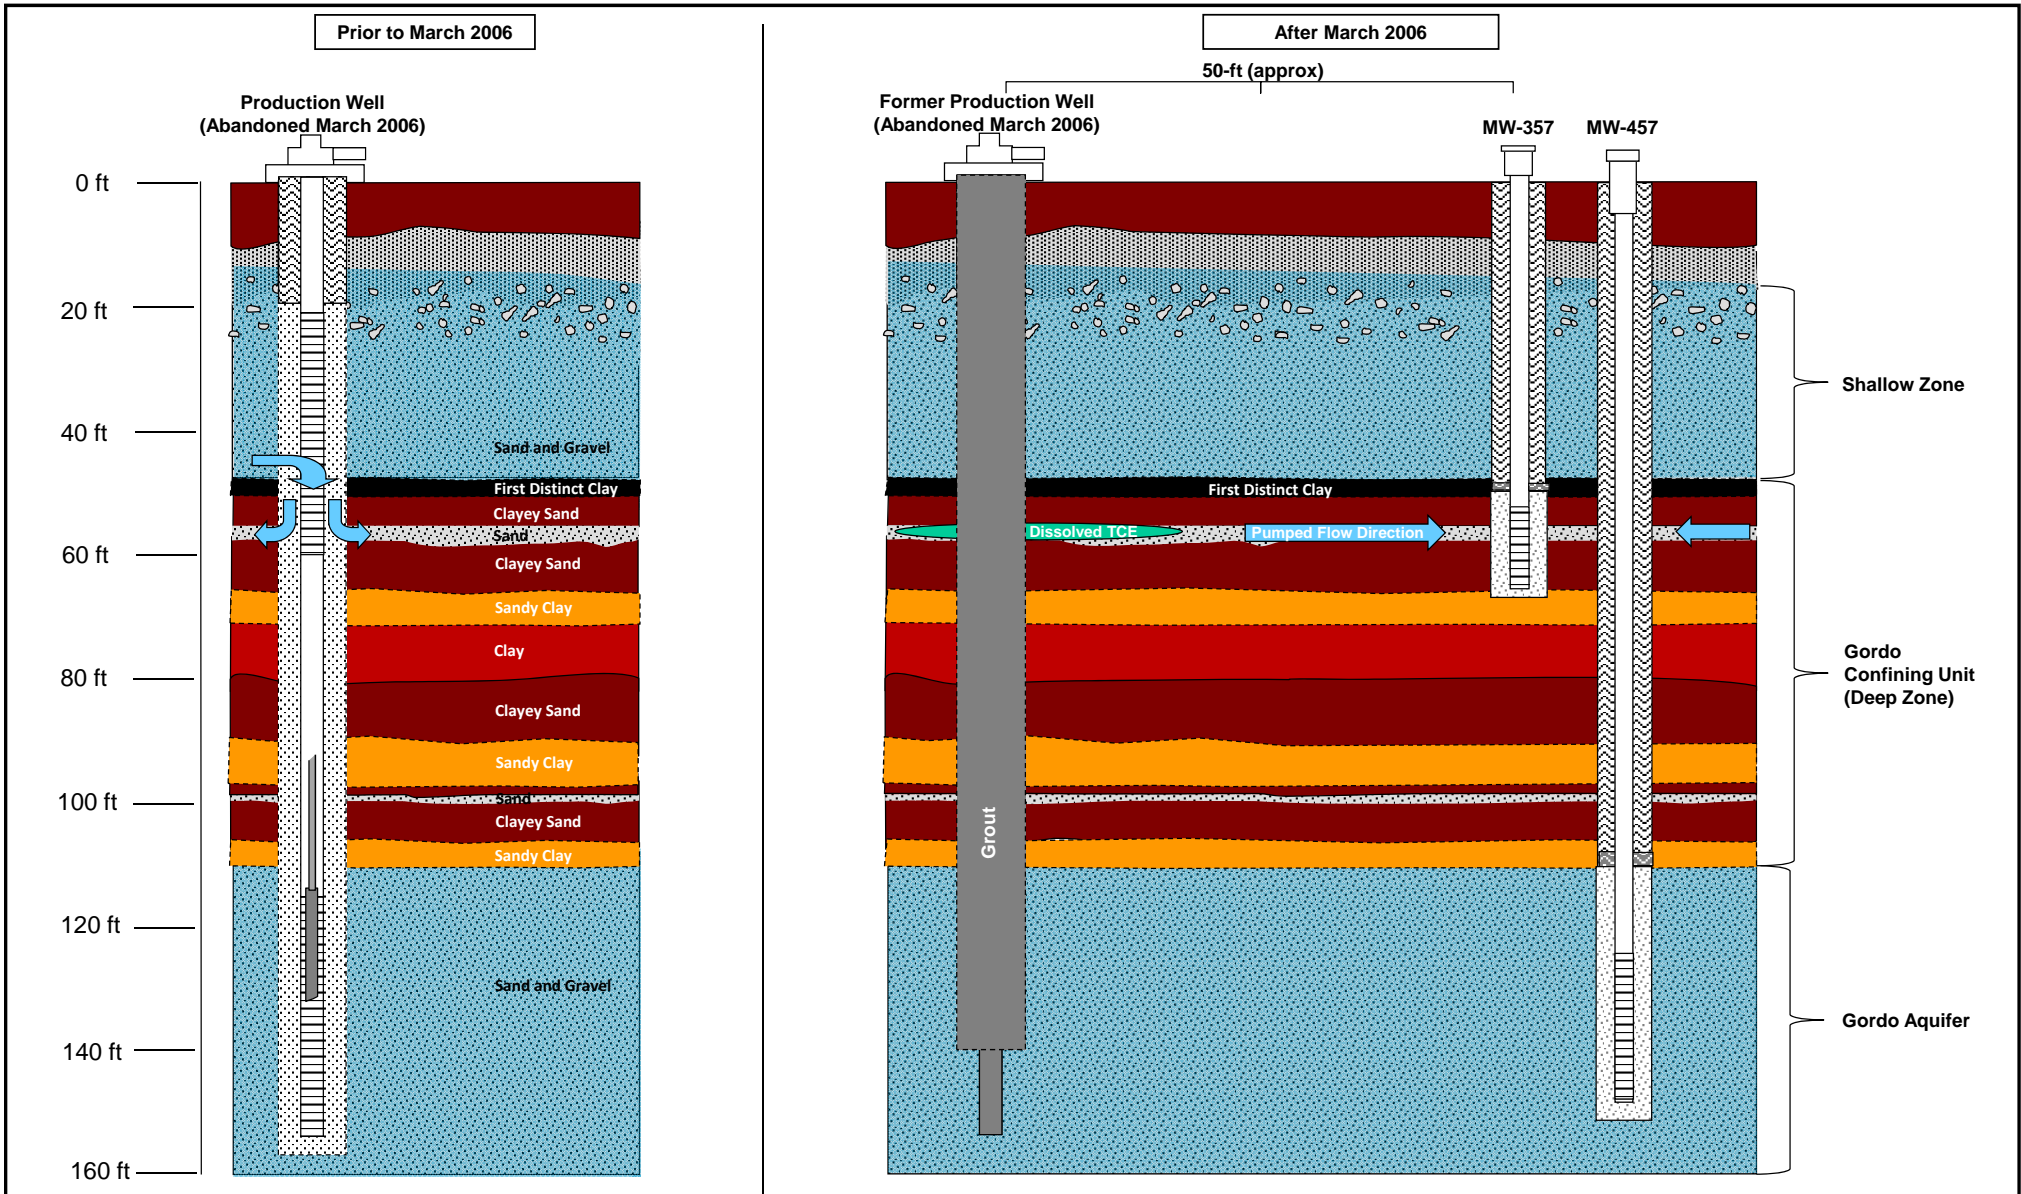 Prior to March 2006
After March 2006
50-ft (approx)
Production Well
(Abandoned March 2006)
Former Production Well
(Abandoned March 2006)
MW-357
MW-457
0 ft
20 ft
40 ft
60 ft
80 ft
100 ft
120 ft
140 ft
160 ft
Sand and Gravel
First Distinct Clay
Clayey Sand
Sand
Clayey Sand
Sandy Clay
Clay
Clayey Sand
Sandy Clay
Sand
Clayey Sand
Sandy Clay
Sand and Gravel
First Distinct Clay
Dissolved TCE
Pumped Flow Direction
Grout
Shallow Zone
Gordo
Confining Unit
(Deep Zone)
Gordo Aquifer